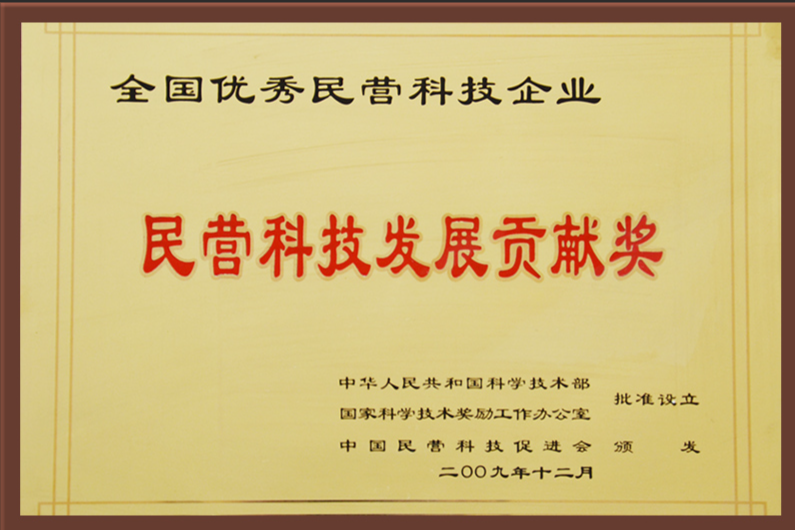 全国优秀民营科技企业
民营科技发展贡献奖
中华人民共和国科学技术部
国家科学技术奖励工作办公室 批准设立
中国民营科技促进会 颁发
二00九年十二月